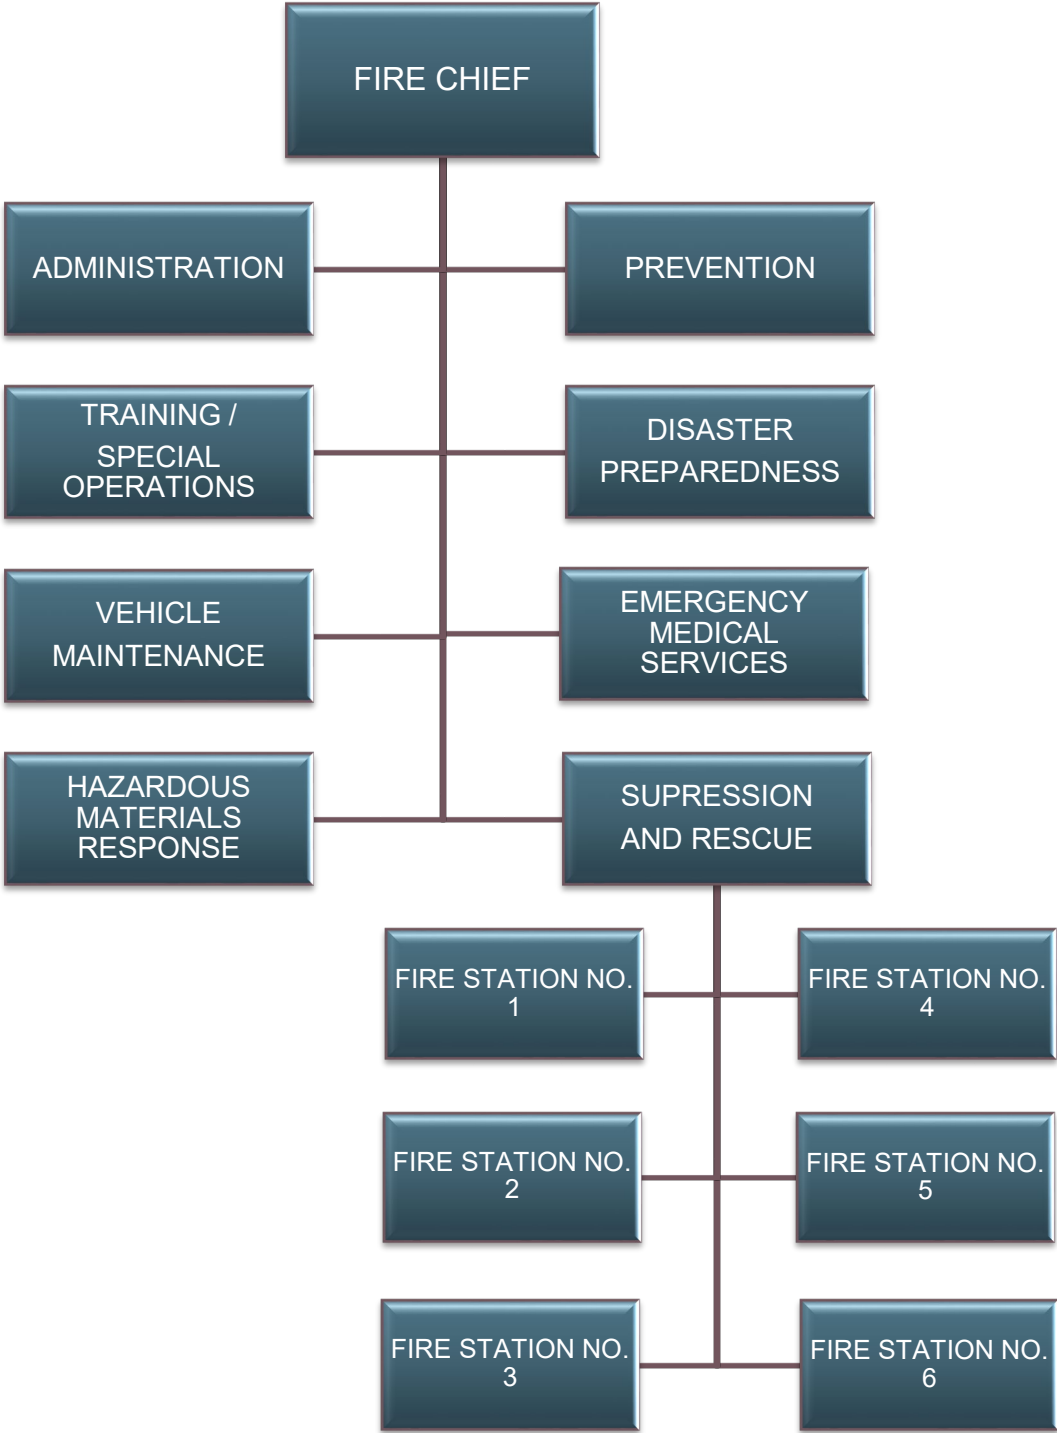 FIRE CHIEF
ADMINISTRATION
PREVENTION
TRAINING /
SPECIAL
OPERATIONS
DISASTER
PREPAREDNESS
VEHICLE
MAINTENANCE
EMERGENCY
MEDICAL
SERVICES
HAZARDOUS
MATERIALS
RESPONSE
SUPRESSION
AND RESCUE
FIRE STATION NO.
1
FIRE STATION NO.
4
FIRE STATION NO.
2
FIRE STATION NO.
5
FIRE STATION NO.
3
FIRE STATION NO.
6